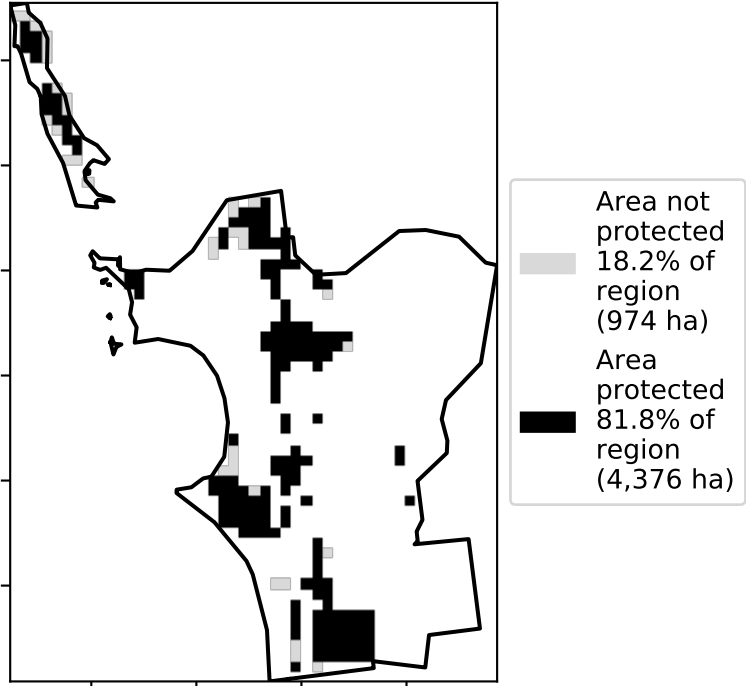 Area not
protected
18.2% of
region
(974 ha)
Area
protected
81.8% of
region
(4,376 ha)